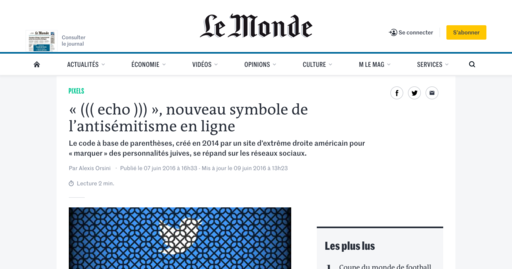 Le Monde
Consulter
le journal
Se connecter
S'abonner
ACTUALITÉS
ÉCONOMIE
VIDÉOS
OPINIONS
CULTURE
M LE MAG
SERVICES
PIXELS
« ((( echo ))) », nouveau symbole de
l'antisémitisme en ligne
Le code à base de parenthèses, créé en 2014 par un site d'extrême droite américain pour
« marquer » des personnalités juives, se répand sur les réseaux sociaux.
Par Alexis Orsini
Publié le 07 juin 2016 à 16h33 - Mis à jour le 09 juin 2016 à 13h23
Lecture 2 min.
Les plus lus
1 Coupe du monde de football